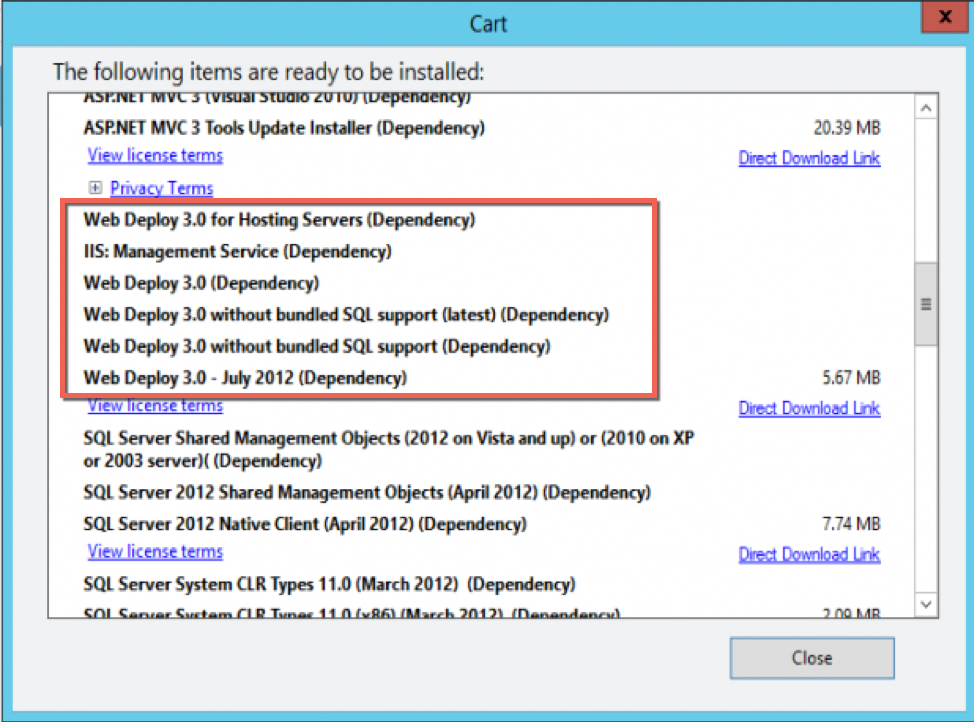 Cart
x
The following items are ready to be installed:
ASP.NET MVC 3 (Visual Studio 2010) (Dependency)
ASP.NET MVC 3 Tools Update Installer (Dependency) 20.39 MB
View license terms Direct Download Link
Privacy Terms
Web Deploy 3.0 for Hosting Servers (Dependency)
IIS: Management Service (Dependency)
Web Deploy 3.0 (Dependency)
Web Deploy 3.0 without bundled SQL support (latest) (Dependency)
Web Deploy 3.0 without bundled SQL support (Dependency)
Web Deploy 3.0 - July 2012 (Dependency) 5.67 MB
View license terms Direct Download Link
SQL Server Shared Management Objects (2012 on Vista and up) or (2010 on XP
or 2003 server)( (Dependency)
SQL Server 2012 Shared Management Objects (April 2012) (Dependency)
SQL Server 2012 Native Client (April 2012) (Dependency) 7.74 MB
View license terms Direct Download Link
SQL Server System CLR Types 11.0 (March 2012) (Dependency)
SQL Server System CLR Types 11.0 (x86) (March 2012) (Dependency) 2.09 MB
Close